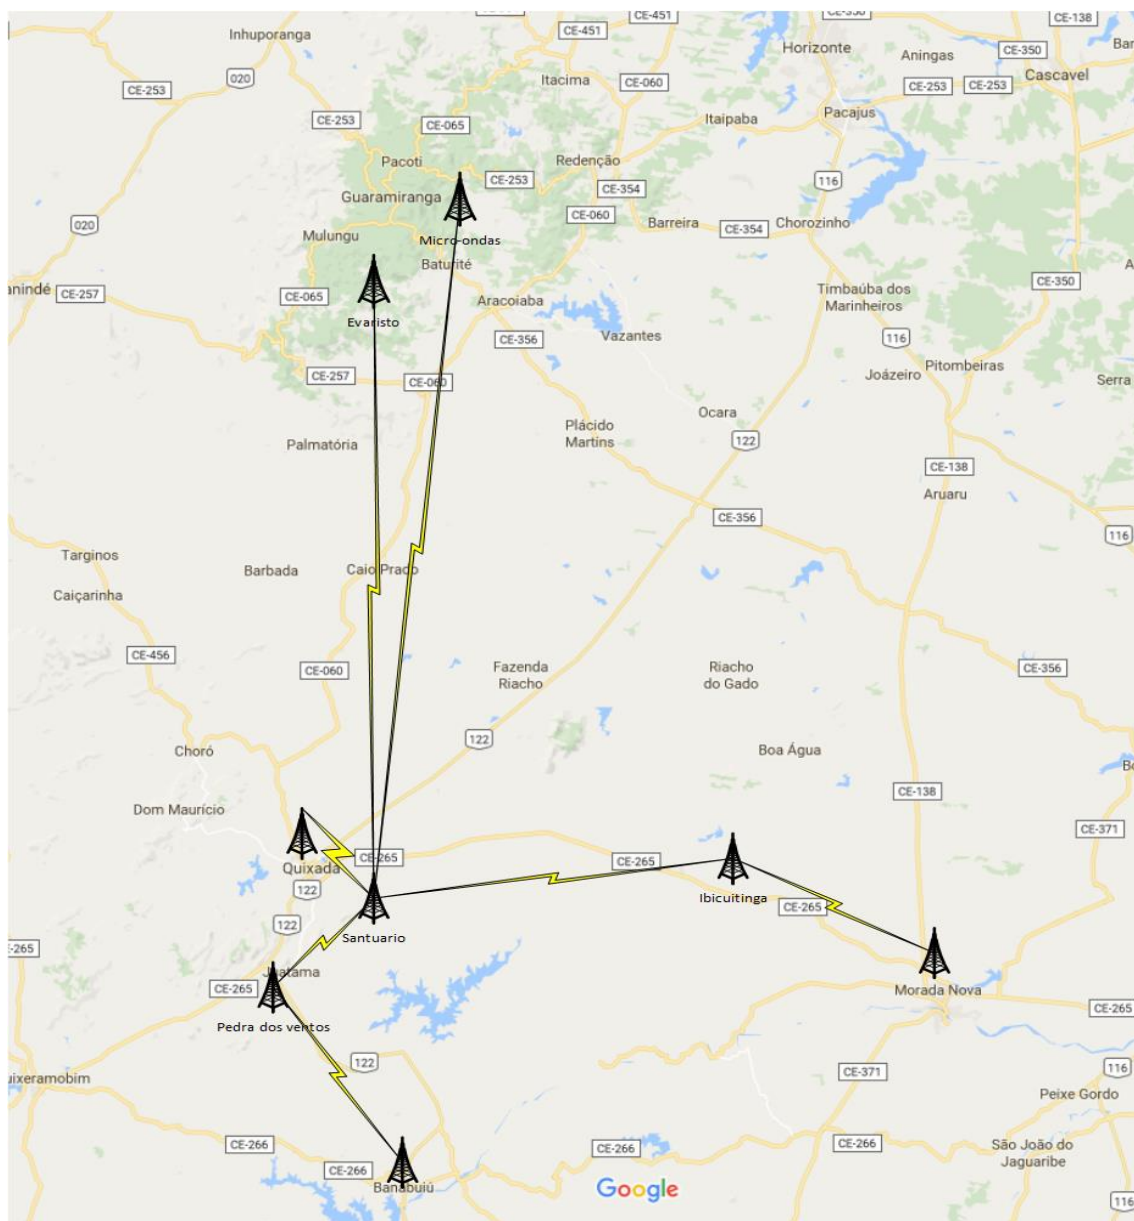 Inhuporanga
CE-451
CE-451
CE-350
CE-138
Horizonte
Aningas
CE-350
Cascavel
020
CE-253
Itacima
CE-060
CE-253
CE-253
Pacajus
CE-253
CE-065
Itaipaba
Pacoti
Redenção
CE-253
116
CE-354
Guaramiranga
CE-060
Barreira
CE-354
Chorozinho
020
Mulungu
Micro-ondas
Baturité
CE-257
CE-065
Aracoiaba
Timbaúba dos
Marinheiros
CE-350
Evaristo
CE-356
Vazantes
116
Pitombeiras
Joázeiro
Serra
CE-257
CE-060
Ocara
Plácido
Martins
Palmatória
122
CE-138
Aruaru
CE-356
116
Targinos
Barbada
Caio Prado
Caiçarinha
CE-456
CE-060
Fazenda
Riacho
Riacho
do Gado
CE-356
122
Choró
Boa Água
CE-138
Dom Maurício
CE-371
Quixada
CE-265
CE-265
122
Ibicuitinga
CE-265
122
Santuario
CE-265
Juatama
CE-265
Morada Nova
CE-265
Pedra dos ventos
122
uixeramobim
CE-371
116
Peixe Gordo
CE-266
CE-266
CE-266
São João do
Jaguaribe
CE-266
Banabuiú
Google
116